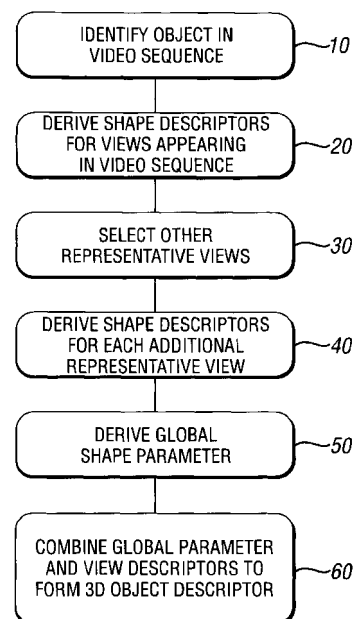 IDENTIFY OBJECT IN
VIDEO SEQUENCE
10
DERIVE SHAPE DESCRIPTORS
FOR VIEWS APPEARING
IN VIDEO SEQUENCE
20
SELECT OTHER
REPRESENTATIVE VIEWS
30
DERIVE SHAPE DESCRIPTORS
FOR EACH ADDITIONAL
REPRESENTATIVE VIEW
40
DERIVE GLOBAL
SHAPE PARAMETER
50
COMBINE GLOBAL PARAMETER
AND VIEW DESCRIPTORS TO
FORM 3D OBJECT DESCRIPTOR
60